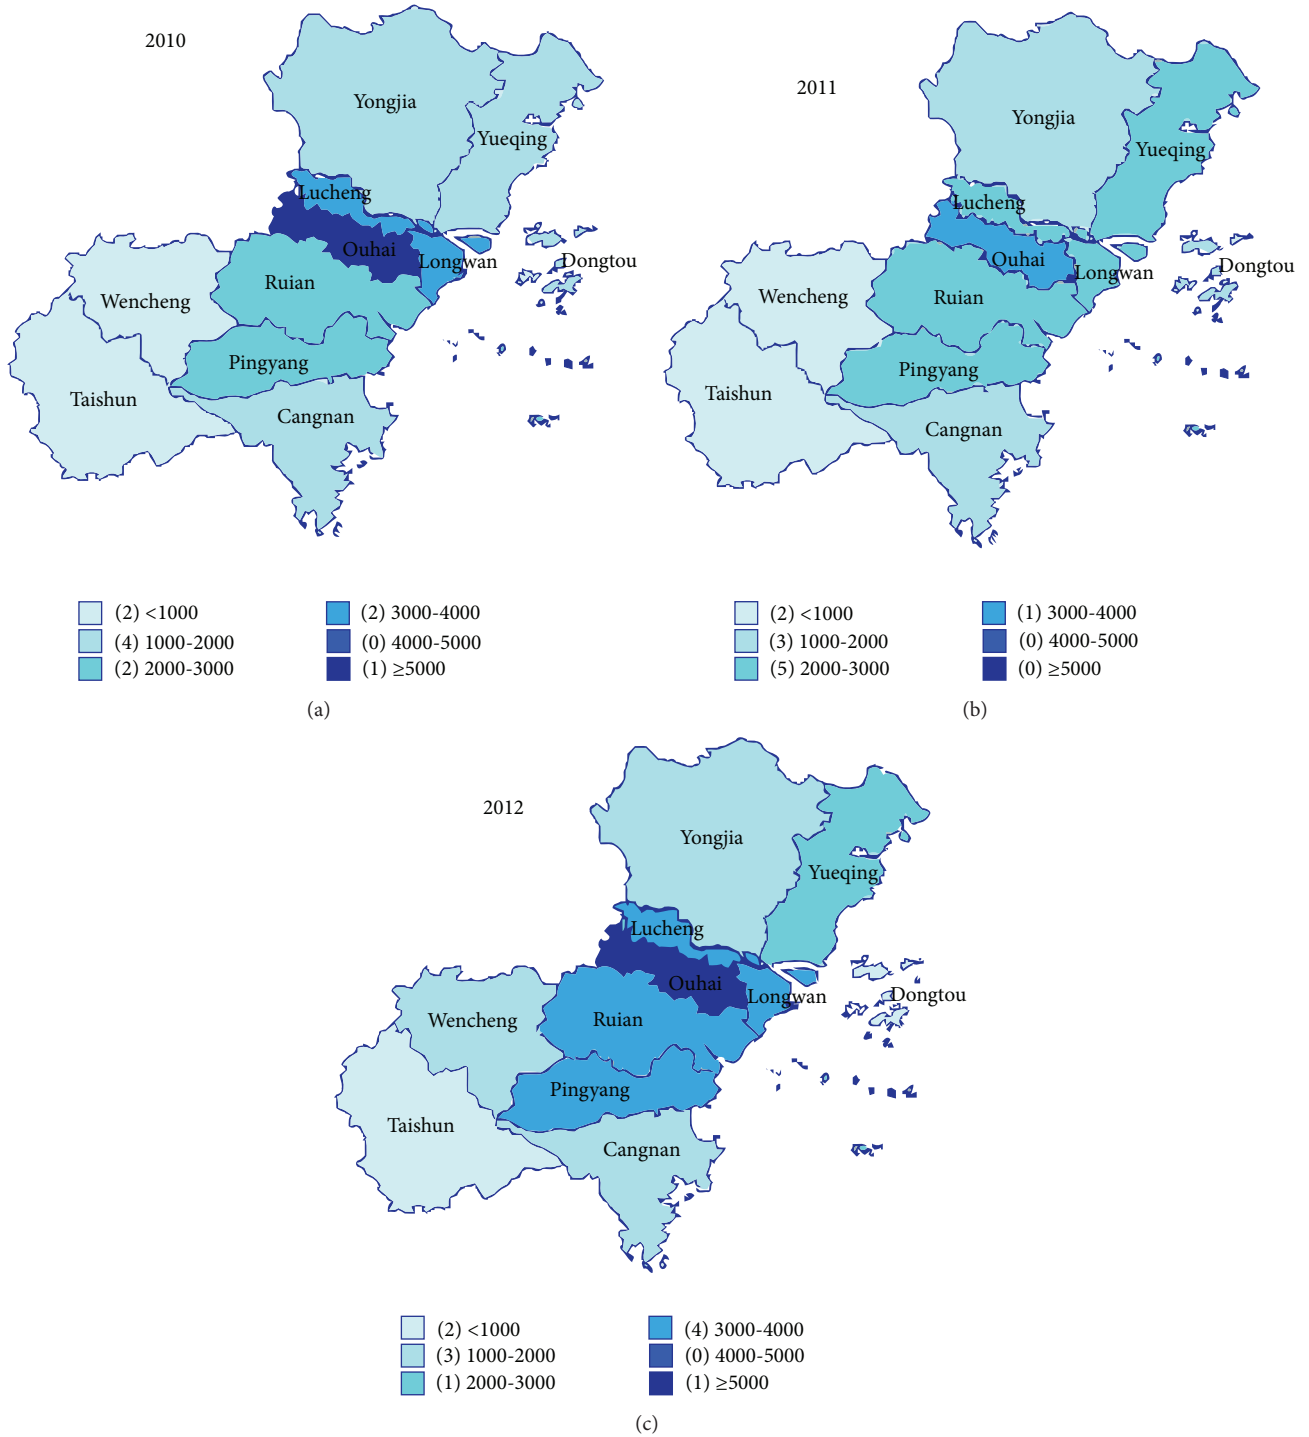 2010
Yongjia
Yueqing
Lucheng
Ouhai
Longwan
Dongtou
Ruian
Wencheng
Pingyang
Taishun
Cangnan
(2) <1000
(4) 1000-2000
(2) 2000-3000
(2) 3000-4000
(0) 4000-5000
(1) ≥5000
(a)
2011
Yongjia
Yueqing
Lucheng
Ouhai
Longwan
Dongtou
Ruian
Wencheng
Pingyang
Taishun
Cangnan
(2) <1000
(3) 1000-2000
(5) 2000-3000
(1) 3000-4000
(0) 4000-5000
(0) ≥5000
(b)
2012
Yongjia
Yueqing
Lucheng
Ouhai
Longwan
Dongtou
Ruian
Wencheng
Pingyang
Taishun
Cangnan
(2) <1000
(3) 1000-2000
(1) 2000-3000
(4) 3000-4000
(0) 4000-5000
(1) ≥5000
(c)